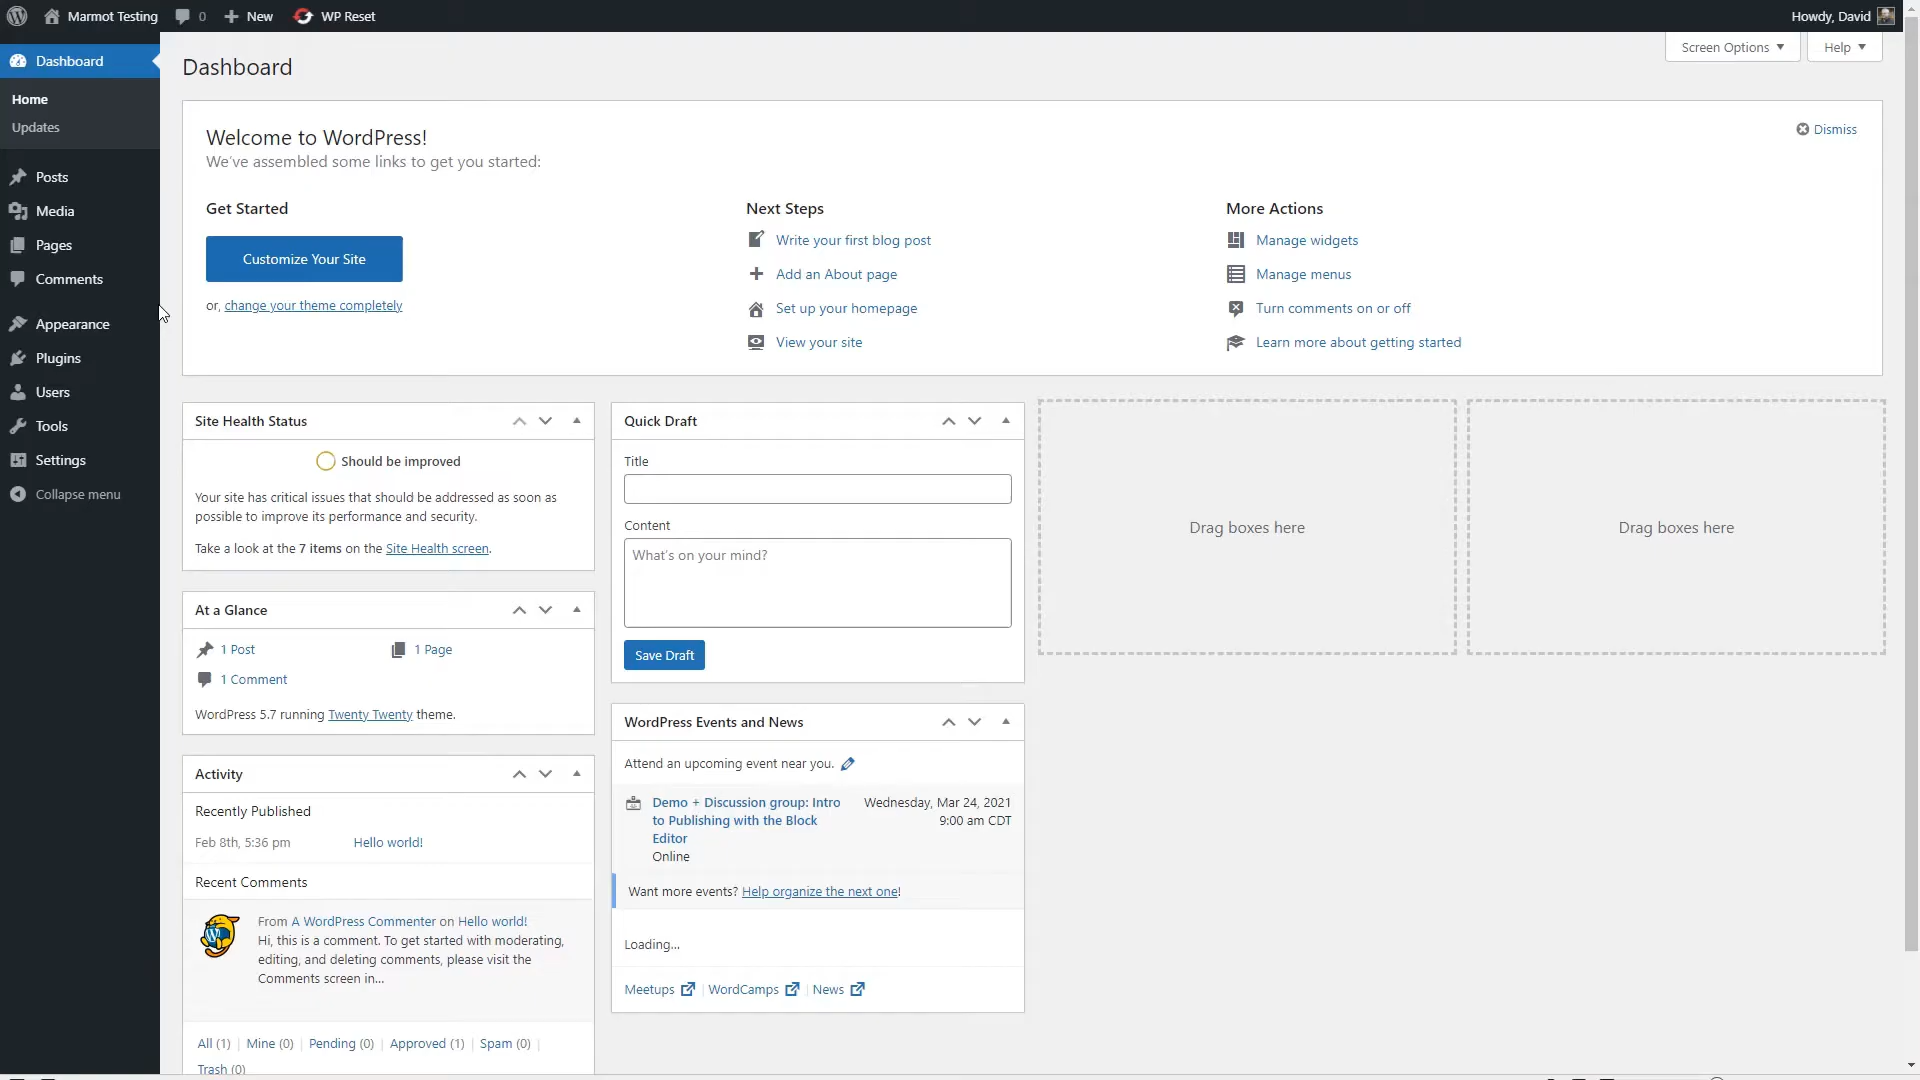 Marmot Testing 0 New WP Reset Howdy, David
Screen Options Help
Dashboard
Home
Updates
Posts
Media
Pages
Comments
Appearance
Plugins
Users
Tools
Settings
Collapse menu
Dashboard
Welcome to WordPress!
We've assembled some links to get you started:
Dismiss
Get Started
Customize Your Site
or, change your theme completely
Next Steps
Write your first blog post
Add an About page
Set up your homepage
View your site
More Actions
Manage widgets
Manage menus
Turn comments on or off
Learn more about getting started
Site Health Status
Should be improved
Your site has critical issues that should be addressed as soon as
possible to improve its performance and security.
Take a look at the 7 items on the Site Health screen.
At a Glance
1 Post 1 Page
1 Comment
WordPress 5.7 running Twenty Twenty theme.
Activity
Recently Published
Feb 8th, 5:36 pm Hello world!
Recent Comments
From A WordPress Commenter on Hello world!
Hi, this is a comment. To get started with moderating,
editing, and deleting comments, please visit the
Comments screen in...
All (1) | Mine (0) | Pending (0) | Approved (1) | Spam (0) |
Trash (0)
Quick Draft
Title
Content
What's on your mind?
Save Draft
WordPress Events and News
Attend an upcoming event near you.
Demo + Discussion group: Intro
to Publishing with the Block
Editor
Online
Wednesday, Mar 24, 2021
9:00 am CDT
Want more events? Help organize the next one!
Loading...
Meetups | WordCamps | News
Drag boxes here
Drag boxes here